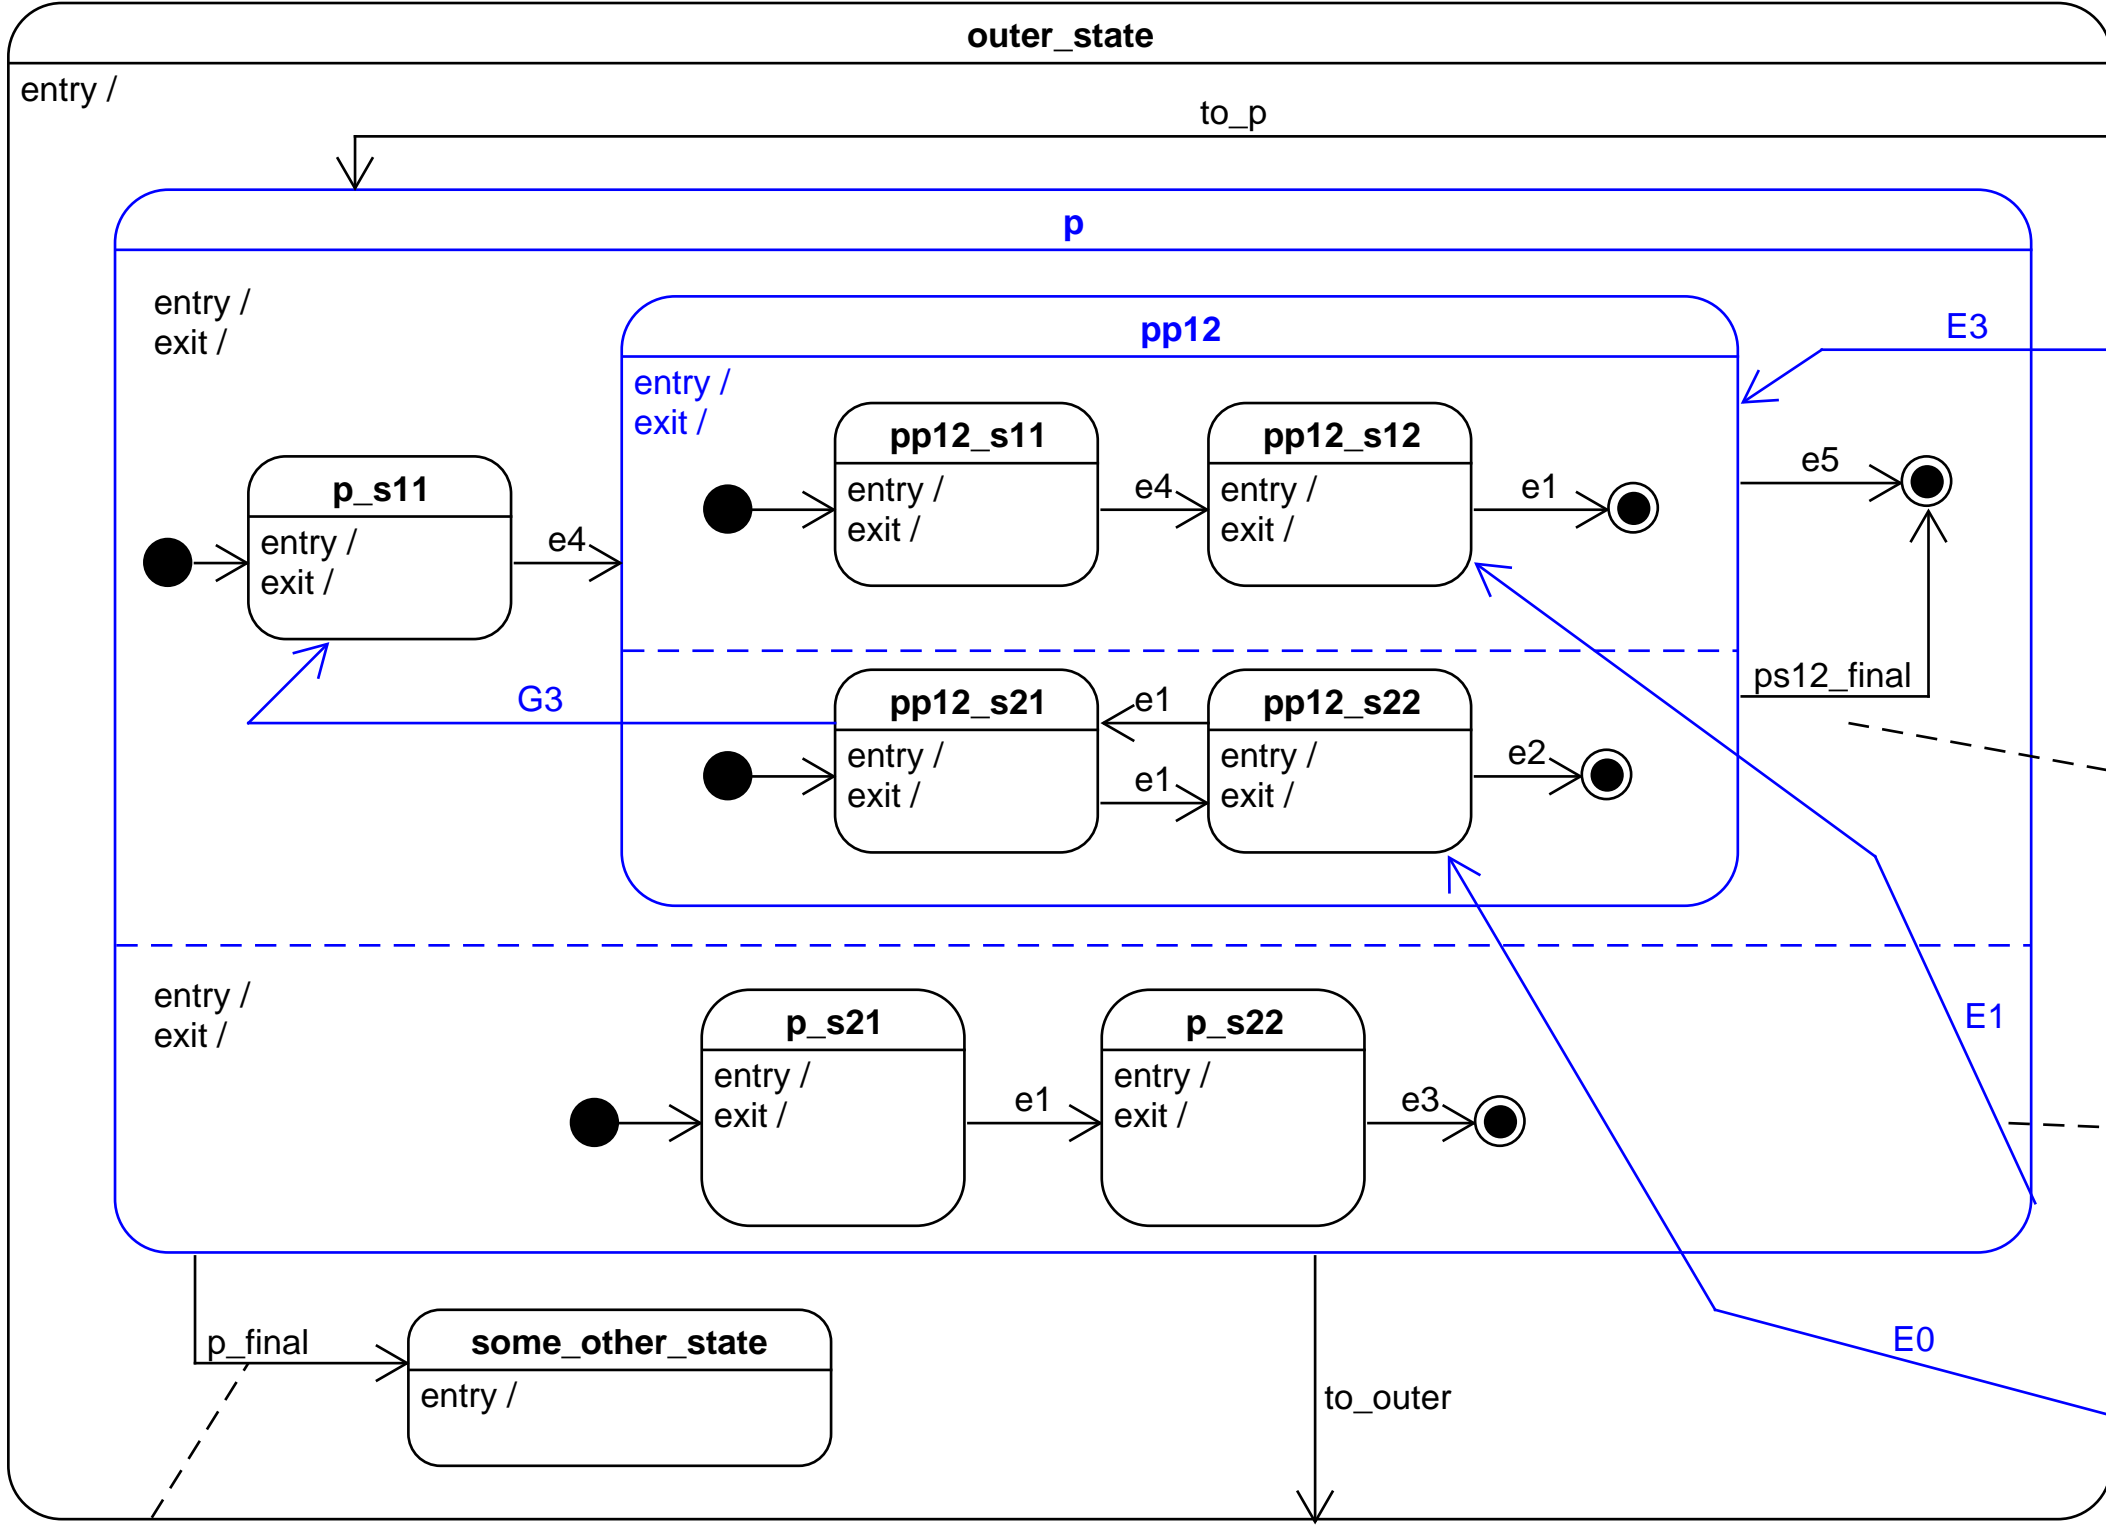 outer_state
entry /
to_p
p
entry /
exit /
pp12
E3
entry /
exit /
pp12_s11
entry /
exit /
e4
pp12_s12
entry /
exit /
e1
e5
p_s11
entry /
exit /
e4
ps12_final
G3
pp12_s21
entry /
exit /
e1
e1
pp12_s22
entry /
exit /
e2
entry /
exit /
p_s21
entry /
exit /
e1
p_s22
entry /
exit /
e3
E1
p_final
some_other_state
entry /
to_outer
E0